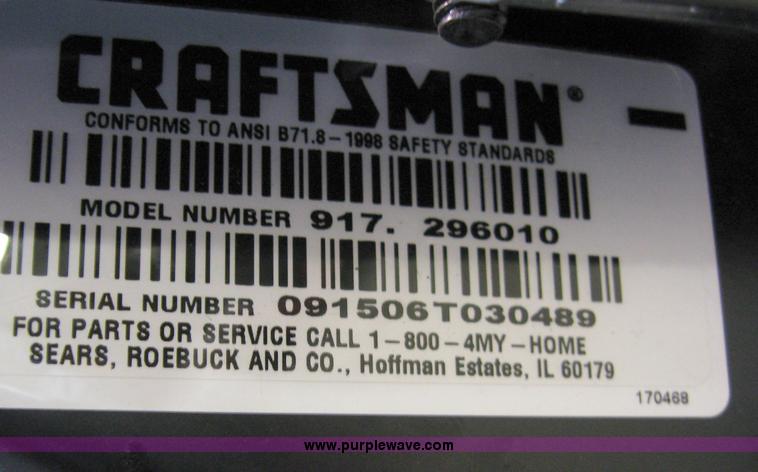 CRAFTSMAN®
CONFORMS TO ANSI B71.8-1998 SAFETY STANDARDS
MODEL NUMBER 917. 296010
SERIAL NUMBER 091506T030489
FOR PARTS OR SERVICE CALL 1-800-4MY-HOME
SEARS, ROEBUCK AND CO., Hoffman Estates, IL 60179
170468
www.purplewave.com